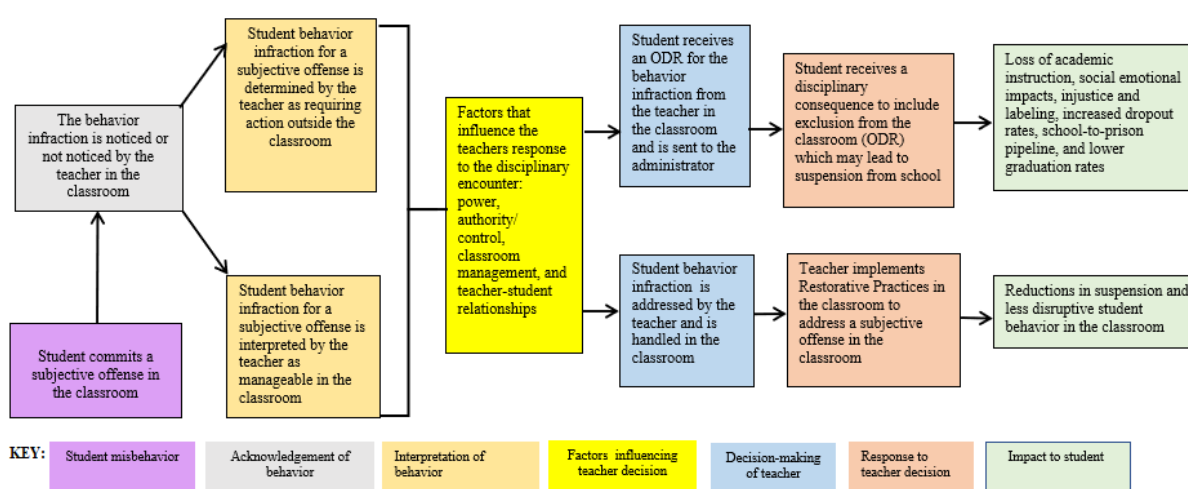 Student behavior
infraction for a
subjective offense is
determined by the
teacher as requiring
action outside the
classroom
The behavior
infraction is noticed or
not noticed by the
teacher in the
classroom
Student behavior
infraction for a
subjective offense is
interpreted by the
teacher as
manageable in the
classroom
Student commits a
subjective offense in
the classroom
Factors that
influence the
teachers response to
the disciplinary
encounter:
power,
authority/
control,
classroom
management, and
teacher-student
relationships
Student receives
an ODR for the
behavior
infraction from
the teacher in
the classroom
and is sent to the
administrator
Student receives a
disciplinary
consequence to include
exclusion from the
classroom (ODR)
which may lead to
suspension from school
Loss of academic
instruction, social emotional
impacts, injustice and
labeling, increased dropout
rates, school-to-prison
pipeline, and lower
graduation rates
Student behavior
infraction is
addressed by the
teacher and is
handled in the
classroom
Teacher implements
Restorative Practices in
the classroom to
address a subjective
offense in the
classroom
Reductions in suspension and
less disruptive student
behavior in the classroom
KEY:
Student misbehavior
Acknowledgement of
behavior
Interpretation of
behavior
Factors influencing
teacher decision
Decision-making
of teacher
Response to
teacher decision
Impact to student